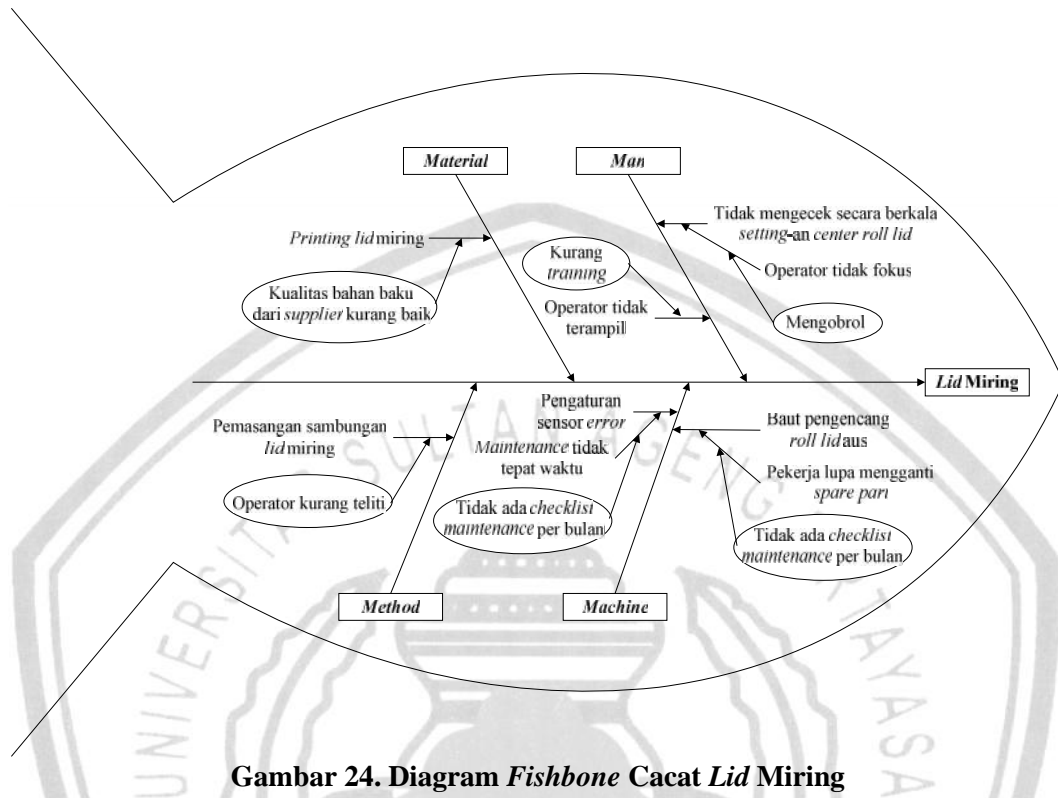 Material
Man
Printing lid miring
Kualitas bahan baku
dari supplier kurang baik
Kurang
training
Operator tidak
terampil
Tidak mengecek secara berkala
setting-an center roll lid
Operator tidak fokus
Mengobrol
Lid Miring
Pemasangan sambungan
lid miring
Operator kurang teliti
Pengaturan
sensor error
Maintenance tidak
tepat waktu
Tidak ada checklist
maintenance per bulan
Baut pengencang
roll lid aus
Pekerja lupa mengganti
spare part
Tidak ada checklist
maintenance per bulan
Method
Machine
UNIVERSITAS SULTAN AGENG TIRTAYASA
Gambar 24. Diagram Fishbone Cacat Lid Miring